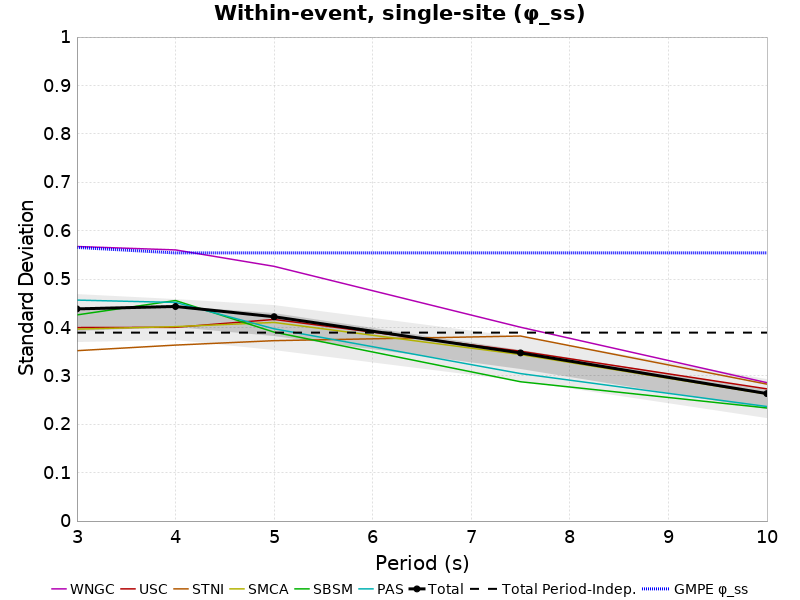 Within-event, single-site (φ_ss)
Standard Deviation
1
0.9
0.8
0.7
0.6
0.5
0.4
0.3
0.2
0.1
0
3 4 5 6 7 8 9 10
Period (s)
WNGC USC STNI SMCA SBSM PAS Total Total Period-Indep. GMPE φ_ss